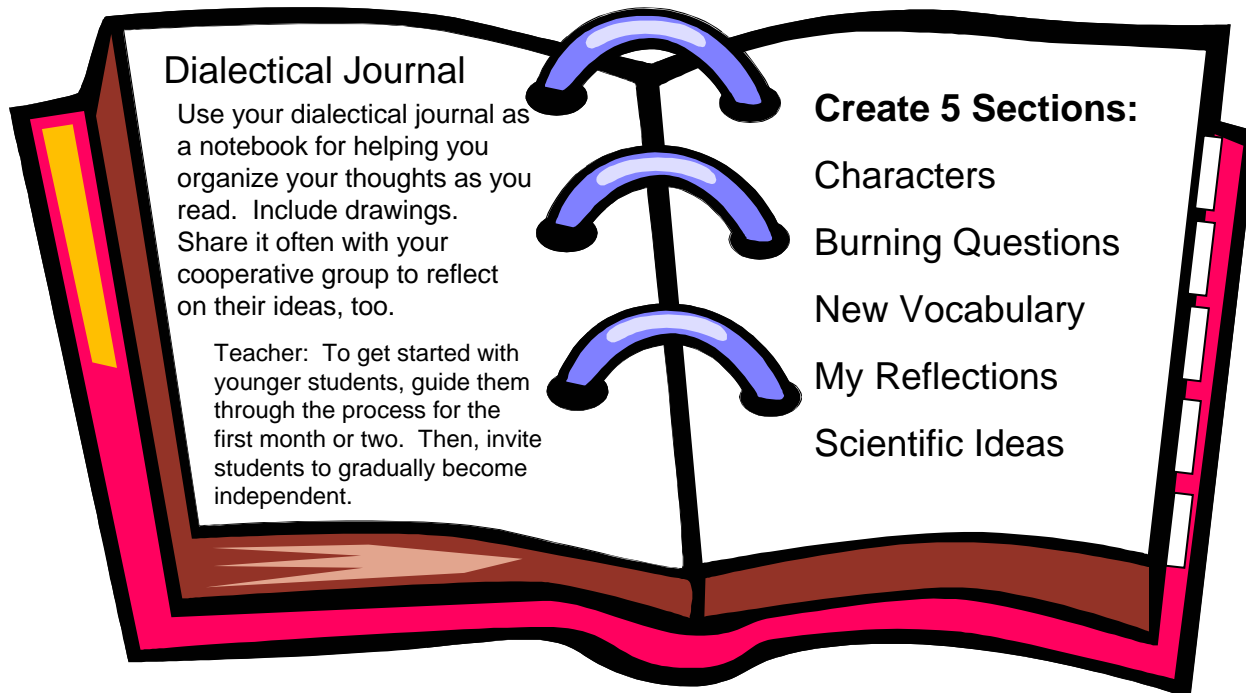 Dialectical Journal
Use your dialectical journal as
a notebook for helping you
organize your thoughts as you
read.  Include drawings.
Share it often with your
cooperative group to reflect
on their ideas, too.
Teacher:  To get started with
younger students, guide them
through the process for the
first month or two.  Then, invite
students to gradually become
independent.
Create 5 Sections:
Characters
Burning Questions
New Vocabulary
My Reflections
Scientific Ideas